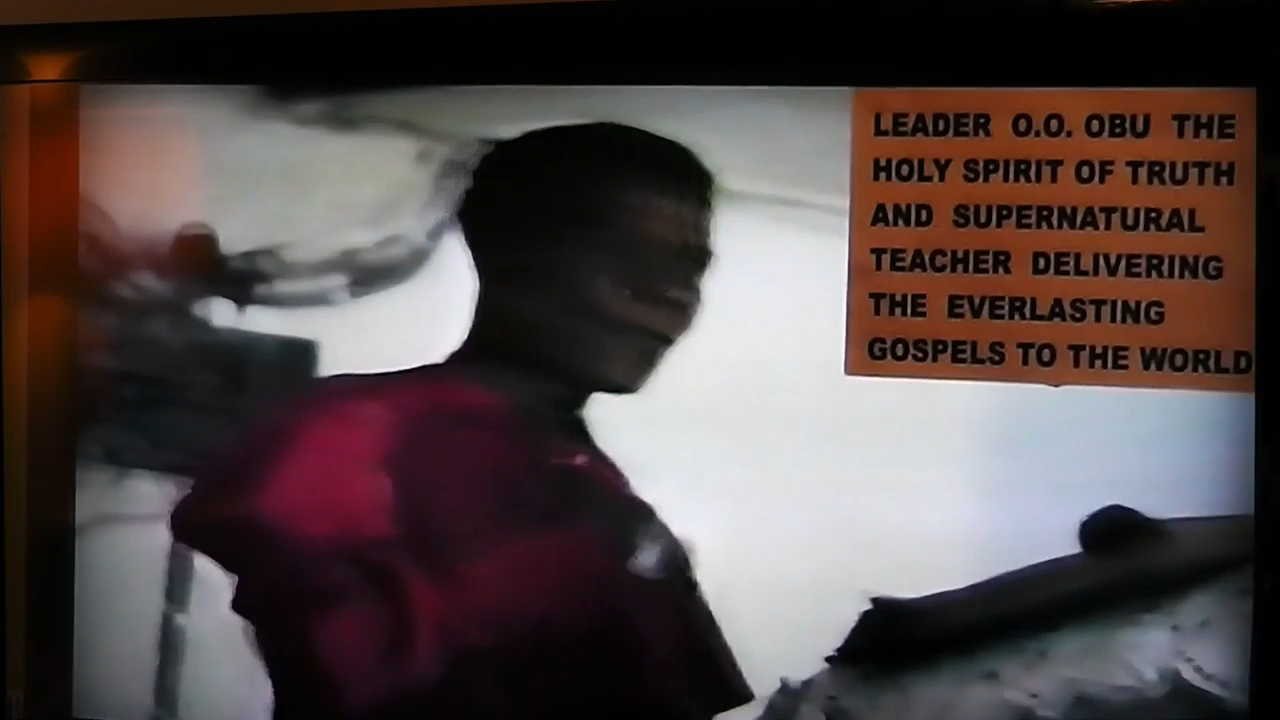 LEADER O.O. OBU THE
HOLY SPIRIT OF TRUTH
AND SUPERNATURAL
TEACHER DELIVERING
THE EVERLASTING
GOSPELS TO THE WORLD